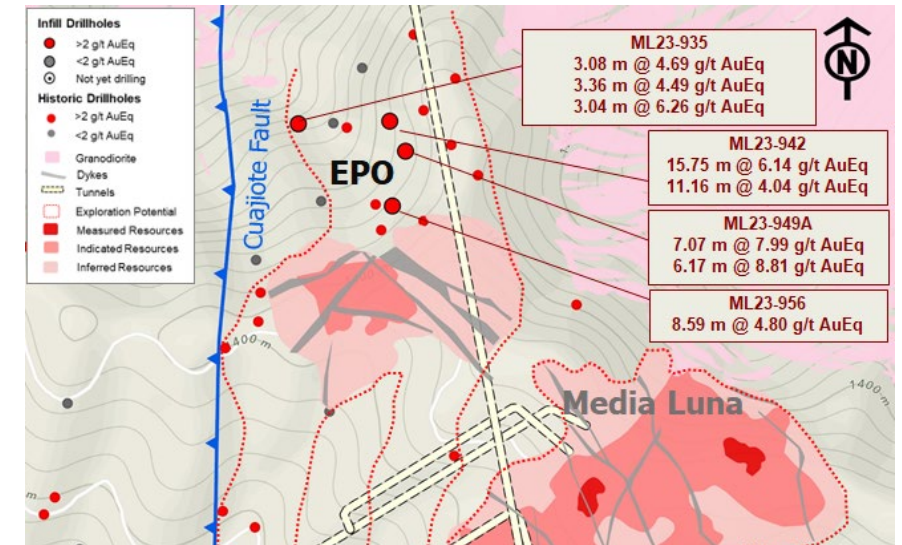 Infill Drillholes
>2 g/t AuEq
<2 g/t AuEq
Not yet drilling
Historic Drillholes
>2 g/t AuEq
<2 g/t AuEq
Granodiorite
Dykes
Tunnels
Exploration Potential
Measured Resources
Indicated Resources
Inferred Resources
Cuajiote Fault
EPO
N
ML23-935
3.08 m @ 4.69 g/t AuEq
3.36 m @ 4.49 g/t AuEq
3.04 m @ 6.26 g/t AuEq
ML23-942
15.75 m @ 6.14 g/t AuEq
11.16 m @ 4.04 g/t AuEq
ML23-949A
7.07 m @ 7.99 g/t AuEq
6.17 m @ 8.81 g/t AuEq
ML23-956
8.59 m @ 4.80 g/t AuEq
1400 m
Media Luna
1400 m
m